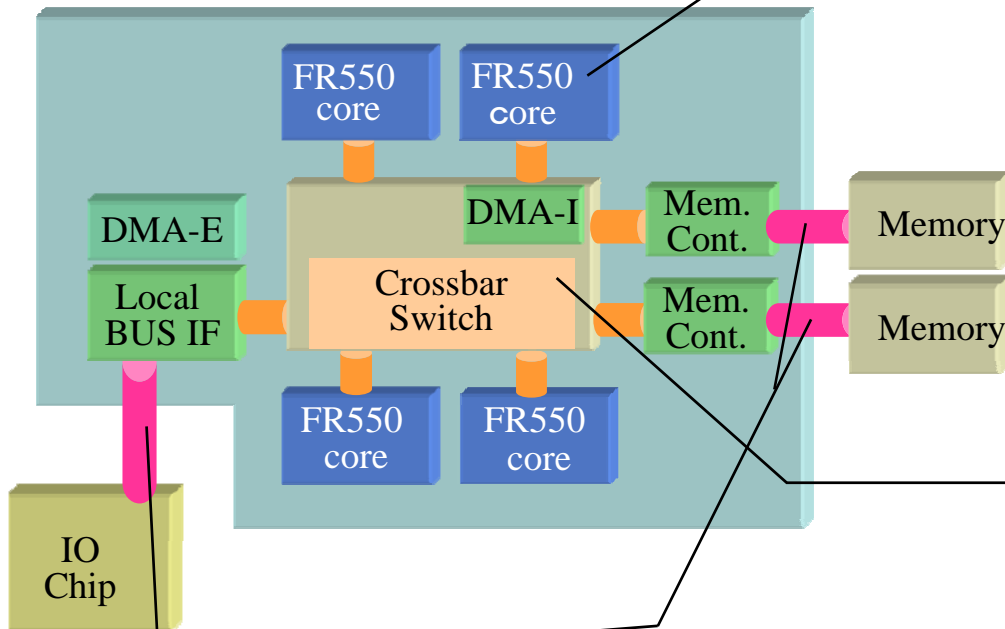 FR550
core
FR550
core
DMA-E
DMA-I
Mem.
Cont.
Memory
Local
BUS IF
Crossbar
Switch
Mem.
Cont.
Memory
FR550
core
FR550
core
IO
Chip